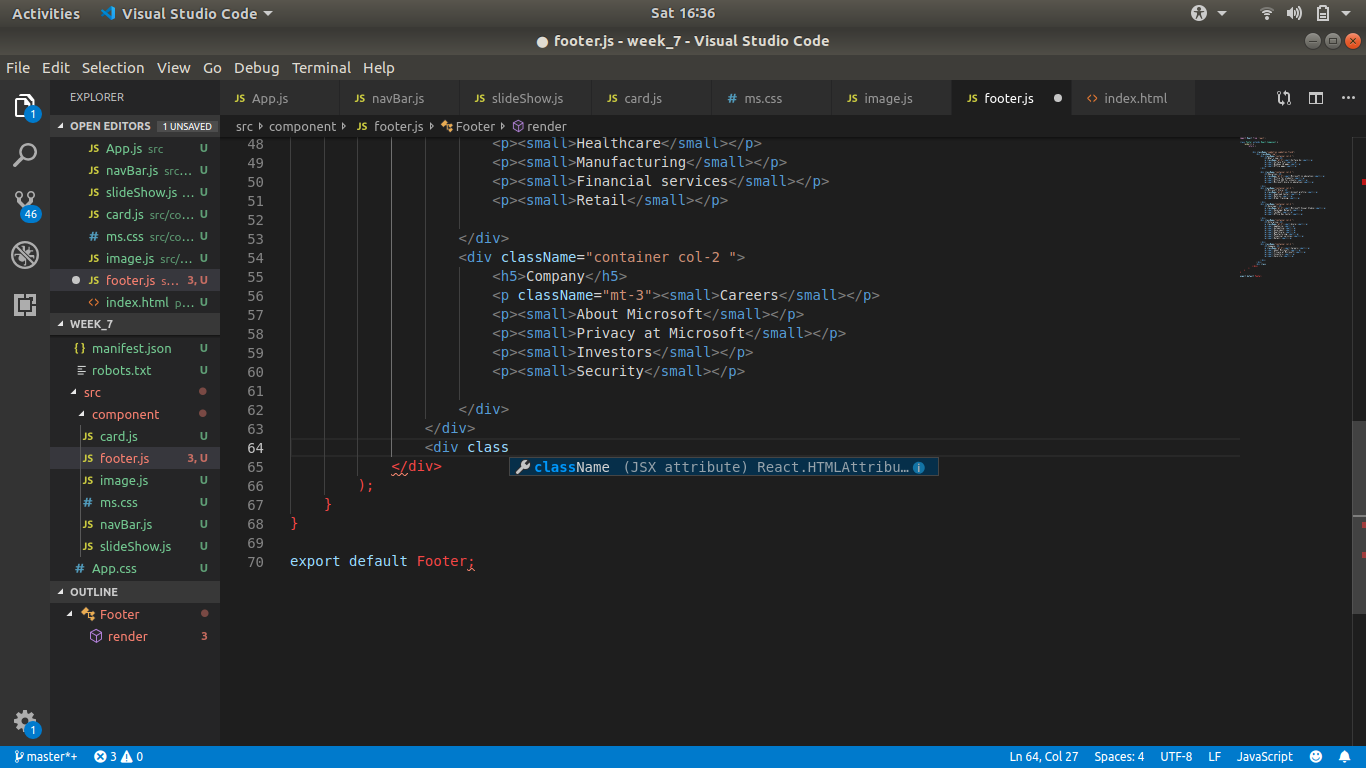 Activities Visual Studio Code Sat 16:36
footer.js - week_7 - Visual Studio Code
File Edit Selection View Go Debug Terminal Help
EXPLORER
OPEN EDITORS 1 UNSAVED
JS App.js src U
JS navBar.js src... U
JS slideShow.js ... U
JS card.js src/co... U
# ms.css src/co... U
JS image.js src/... U
JS footer.js s... 3, U
<> index.html p... U
WEEK_7
{} manifest.json U
robots.txt U
src
component
JS card.js U
JS footer.js 3, U
JS image.js U
# ms.css U
JS navBar.js U
JS slideShow.js U
# App.css U
OUTLINE
Footer
render 3
1
46
1
JS App.js JS navBar.js JS slideShow.js JS card.js # ms.css JS image.js JS footer.js <> index.html
src component JS footer.js Footer render
48 <p><small>Healthcare</small></p>
49 <p><small>Manufacturing</small></p>
50 <p><small>Financial services</small></p>
51 <p><small>Retail</small></p>
52
53 </div>
54 <div className="container col-2 ">
55 <h5>Company</h5>
56 <p className="mt-3"><small>Careers</small></p>
57 <p><small>About Microsoft</small></p>
58 <p><small>Privacy at Microsoft</small></p>
59 <p><small>Investors</small></p>
60 <p><small>Security</small></p>
61
62 </div>
63 </div>
64 <div class
65 </div>
className (JSX attribute) React.HTMLAttribu...
66 );
67 }
68 }
69
70 export default Footer;
master*+ 3 0 Ln 64, Col 27 Spaces: 4 UTF-8 LF JavaScript